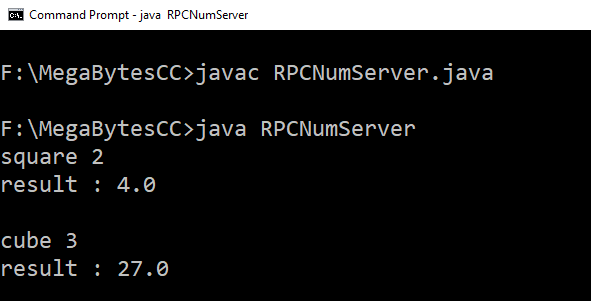 Command Prompt - java RPCNumServer
F:\MegaBytesCC>javac RPCNumServer.java
F:\MegaBytesCC>java RPCNumServer
square 2
result : 4.0
cube 3
result : 27.0